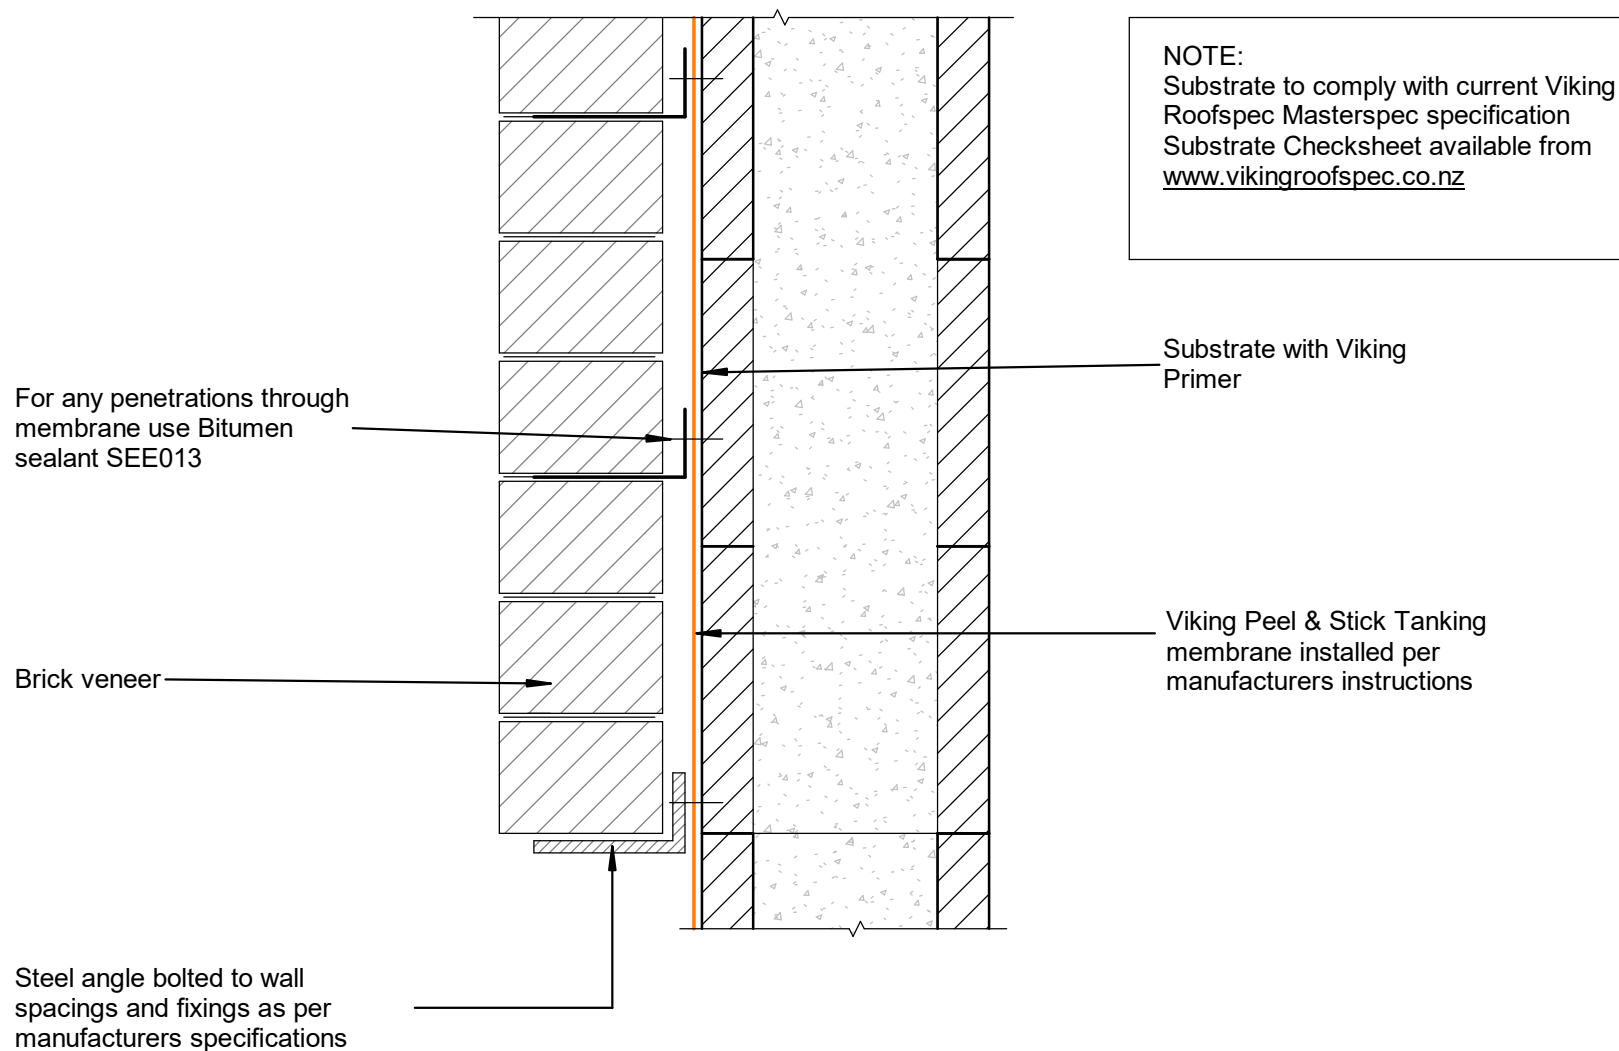 NOTE:
Substrate to comply with current Viking
Roofspec Masterspec specification
Substrate Checksheet available from
www.vikingroofspec.co.nz
Substrate with Viking
Primer
For any penetrations through
membrane use Bitumen
sealant SEE013
Viking Peel & Stick Tanking
membrane installed per
manufacturers instructions
Brick veneer
Steel angle bolted to wall
spacings and fixings as per
manufacturers specifications